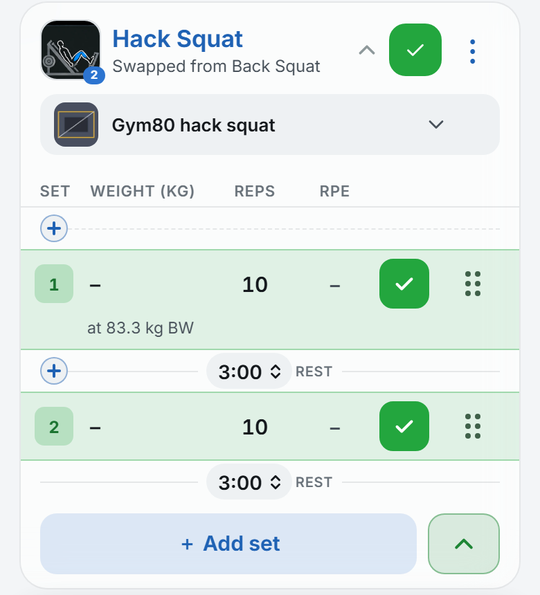 Hack Squat
2
Swapped from Back Squat
Gym80 hack squat
SET WEIGHT (KG) REPS RPE
1 – 10 –
at 83.3 kg BW
3:00 REST
2 – 10 –
3:00 REST
+ Add set